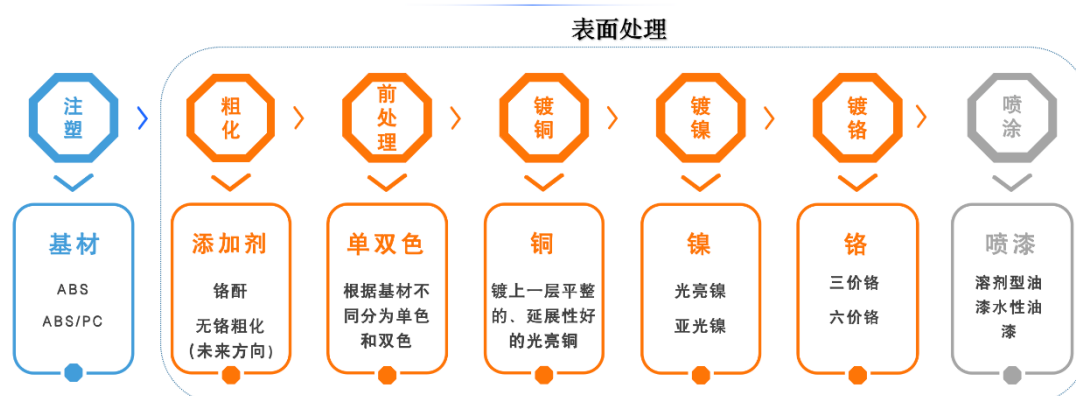 表面处理
注
塑
粗
化
前
处
理
镀
铜
镀
镍
镀
铬
喷
涂
基材
ABS
ABS/PC
添加剂
铬酐
无铬粗化
(未来方向)
单双色
根据基材不
同分为单色
和双色
铜
镀上一层平整
的、延展性好
的光亮铜
镍
光亮镍
亚光镍
铬
三价铬
六价铬
喷漆
溶剂型油
漆水性油
漆